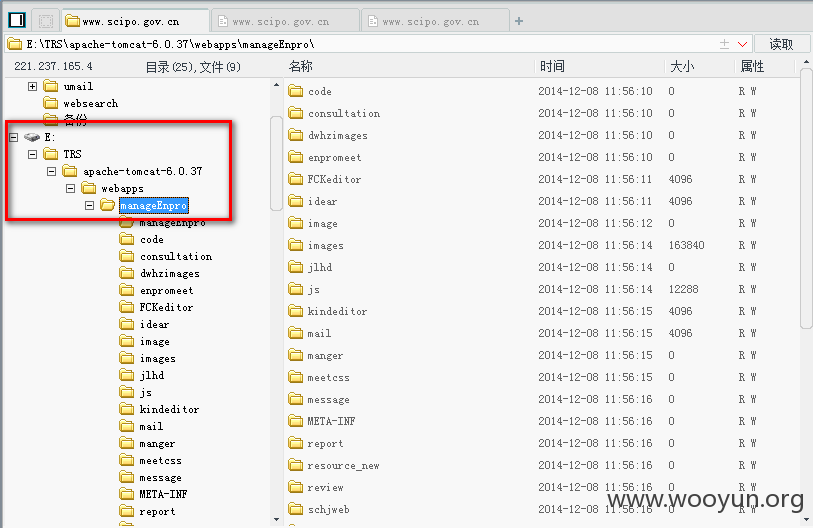 www.scipo.gov.cn www.scipo.gov.cn www.scipo.gov.cn +
E:\TRS\apache-tomcat-6.0.37\webapps\manageEnpro\ 读取
221.237.165.4 目录(25),文件(9)
umail
websearch
备份
E:
TRS
apache-tomcat-6.0.37
webapps
manageEnpro
manageEnpro
code
consultation
dwhzimages
enpromeet
FCKeditor
idear
image
images
jlhd
js
kindeditor
mail
manger
meetcss
message
META-INF
report
名称 时间 大小 属性
code 2014-12-08 11:56:10 0 R W
consultation 2014-12-08 11:56:10 0 R W
dwhzimages 2014-12-08 11:56:10 0 R W
enpromeet 2014-12-08 11:56:10 0 R W
FCKeditor 2014-12-08 11:56:11 4096 R W
idear 2014-12-08 11:56:11 4096 R W
image 2014-12-08 11:56:12 0 R W
images 2014-12-08 11:56:14 163840 R W
jlhd 2014-12-08 11:56:14 0 R W
js 2014-12-08 11:56:14 12288 R W
kindeditor 2014-12-08 11:56:15 4096 R W
mail 2014-12-08 11:56:15 4096 R W
manger 2014-12-08 11:56:15 0 R W
meetcss 2014-12-08 11:56:16 0 R W
message 2014-12-08 11:56:16 0 R W
META-INF 2014-12-08 11:56:16 0 R W
report 2014-12-08 11:56:16 0 R W
resource_new 2014-12-08 11:56:16 0 R W
review 2014-12-08 11:56:16 0 R W
schjweb 2014-12-08 11:56:16 0 R W
www.wooyun.org